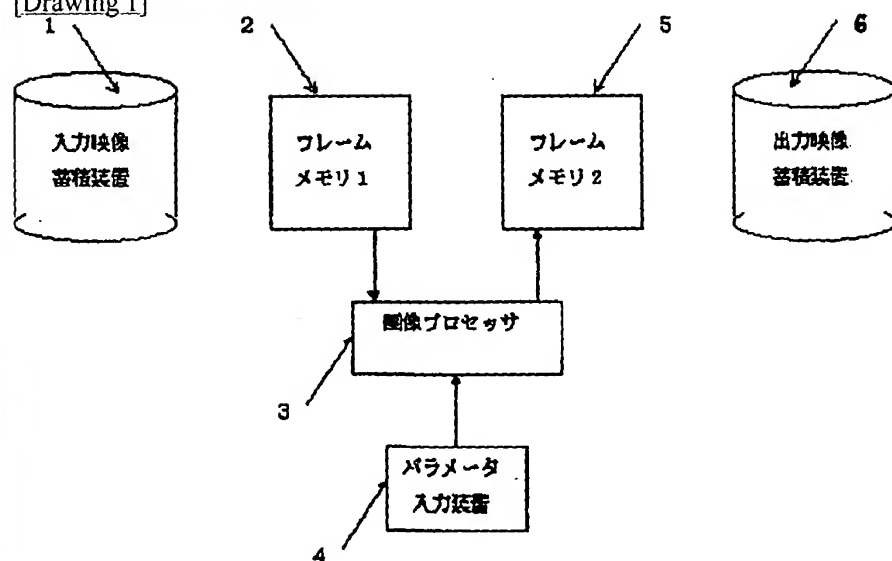 [Drawing 1]
1 2 5 6
入力映像
蓄積装置
フレーム
メモリ1
フレーム
メモリ2
出力映像
蓄積装置
画像プロセッサ
3
パラメータ
入力装置
4